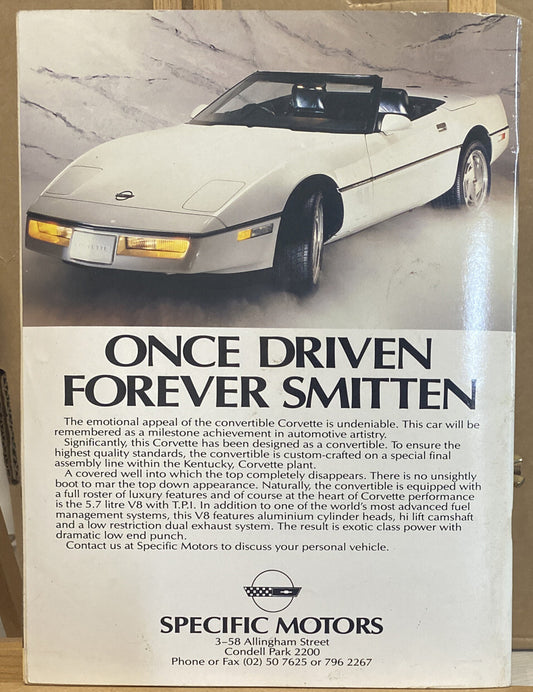 CORVETTE
ONCE DRIVEN
FOREVER SMITTEN
The emotional appeal of the convertible Corvette is undeniable. This car will be
remembered as a milestone achievement in automotive artistry.
Significantly, this Corvette has been designed as a convertible. To ensure the
highest quality standards, the convertible is custom-crafted on a special final
assembly line within the Kentucky, Corvette plant.
A covered well into which the top completely disappears. There is no unsightly
boot to mar the top down appearance. Naturally, the convertible is equipped with
a full roster of luxury features and of course at the heart of Corvette performance
is the 5.7 litre V8 with T.P.I. In addition to one of the world's most advanced fuel
management systems, this V8 features aluminium cylinder heads, hi lift camshaft
and a low restriction dual exhaust system. The result is exotic class power with
dramatic low end punch.
Contact us at Specific Motors to discuss your personal vehicle.
SPECIFIC MOTORS
3–58 Allingham Street
Condell Park 2200
Phone or Fax (02) 50 7625 or 796 2267